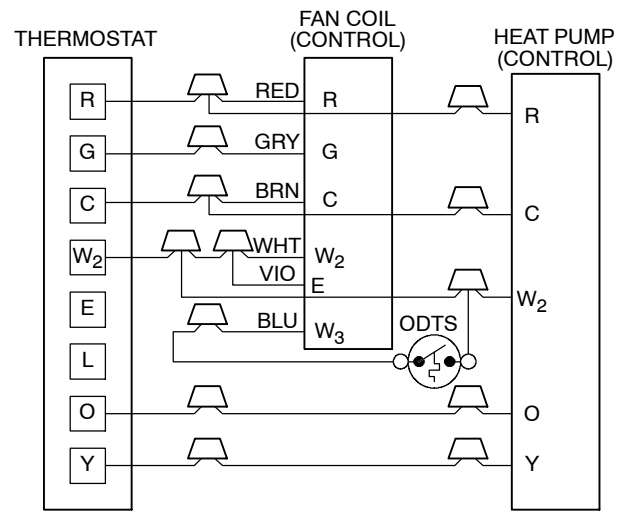 THERMOSTAT
FAN COIL
(CONTROL)
HEAT PUMP
(CONTROL)
R
RED
R
R
G
GRY
G
C
BRN
C
C
W2
WHT
W2
VIO
E
W2
E
BLU
W3
ODTS
L
O
O
Y
Y